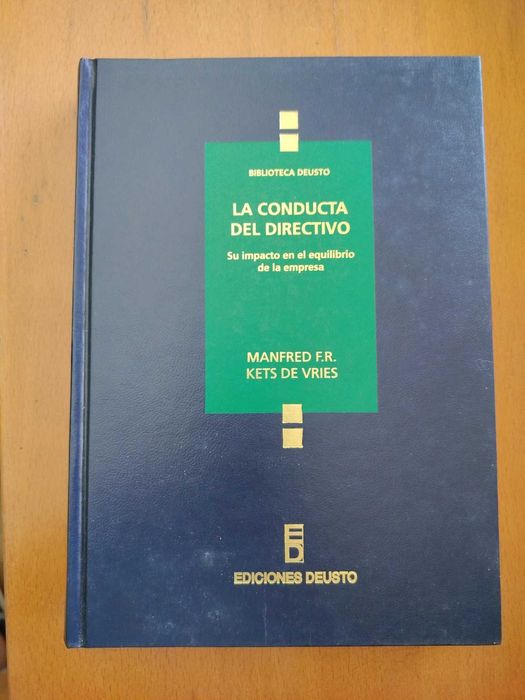 BIBLIOTECA DEUSTO
LA CONDUCTA
DEL DIRECTIVO
Su impacto en el equilibrio
de la empresa
MANFRED F.R.
KETS DE VRIES
ED
EDICIONES DEUSTO